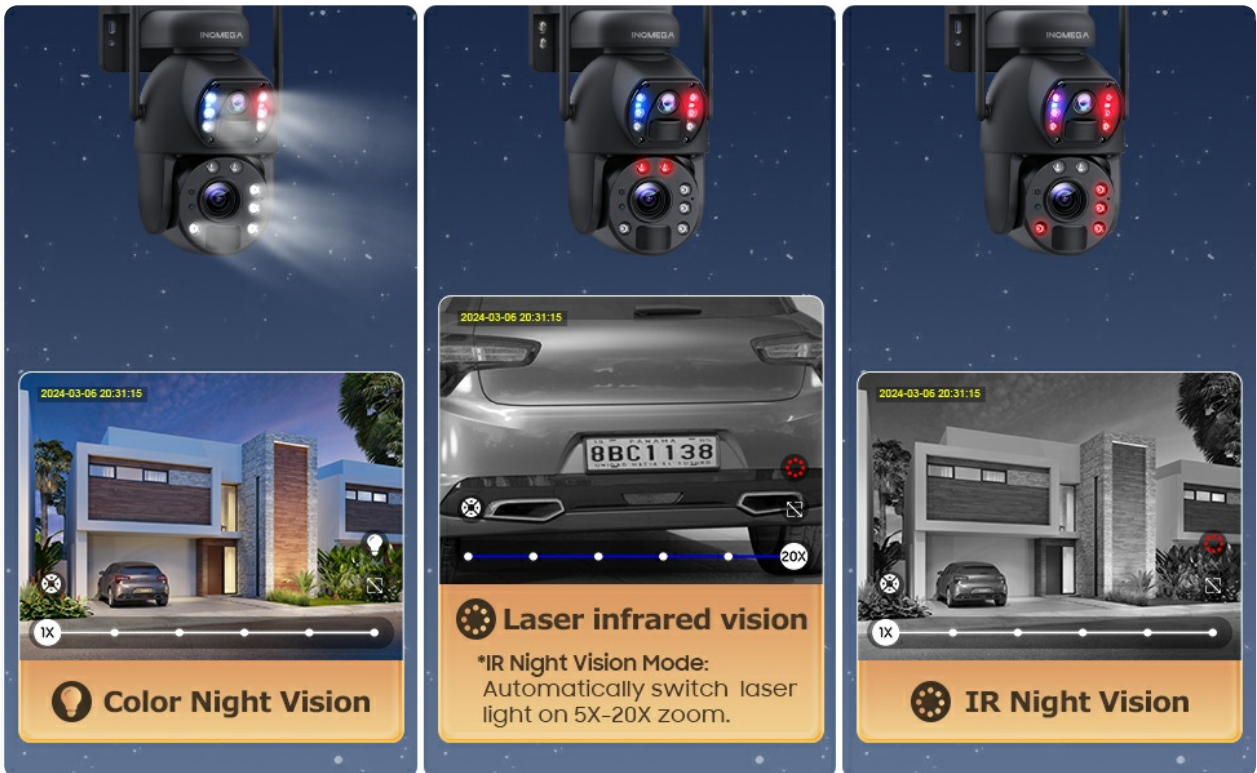 INQMEGA
2024-03-06 20:31:15
1X
Color Night Vision
INQMEGA
2024-03-06 20:31:15
PANAMA
8BC1138
20X
Laser infrared vision
*IR Night Vision Mode:
Automatically switch laser
light on 5X-20X zoom.
INQMEGA
2024-03-06 20:31:15
1X
IR Night Vision